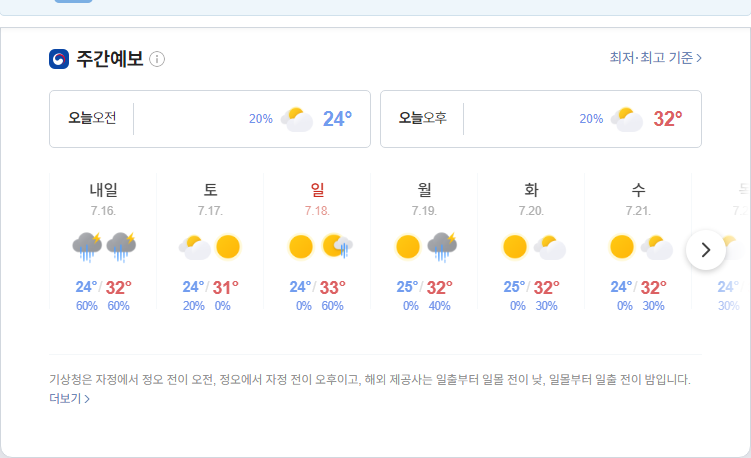 주간예보
최저·최고 기준
오늘오전 20% 24°
오늘오후 20% 32°
내일
7.16.
24°/32°
60% 60%
토
7.17.
24°/31°
20% 0%
일
7.18.
24°/33°
0% 60%
월
7.19.
25°/32°
0% 40%
화
7.20.
25°/32°
0% 30%
수
7.21.
24°/32°
0% 30%
24°
30%
기상청은 자정에서 정오 전이 오전, 정오에서 자정 전이 오후이고, 해외 제공사는 일출부터 일몰 전이 낮, 일몰부터 일출 전이 밤입니다.
더보기